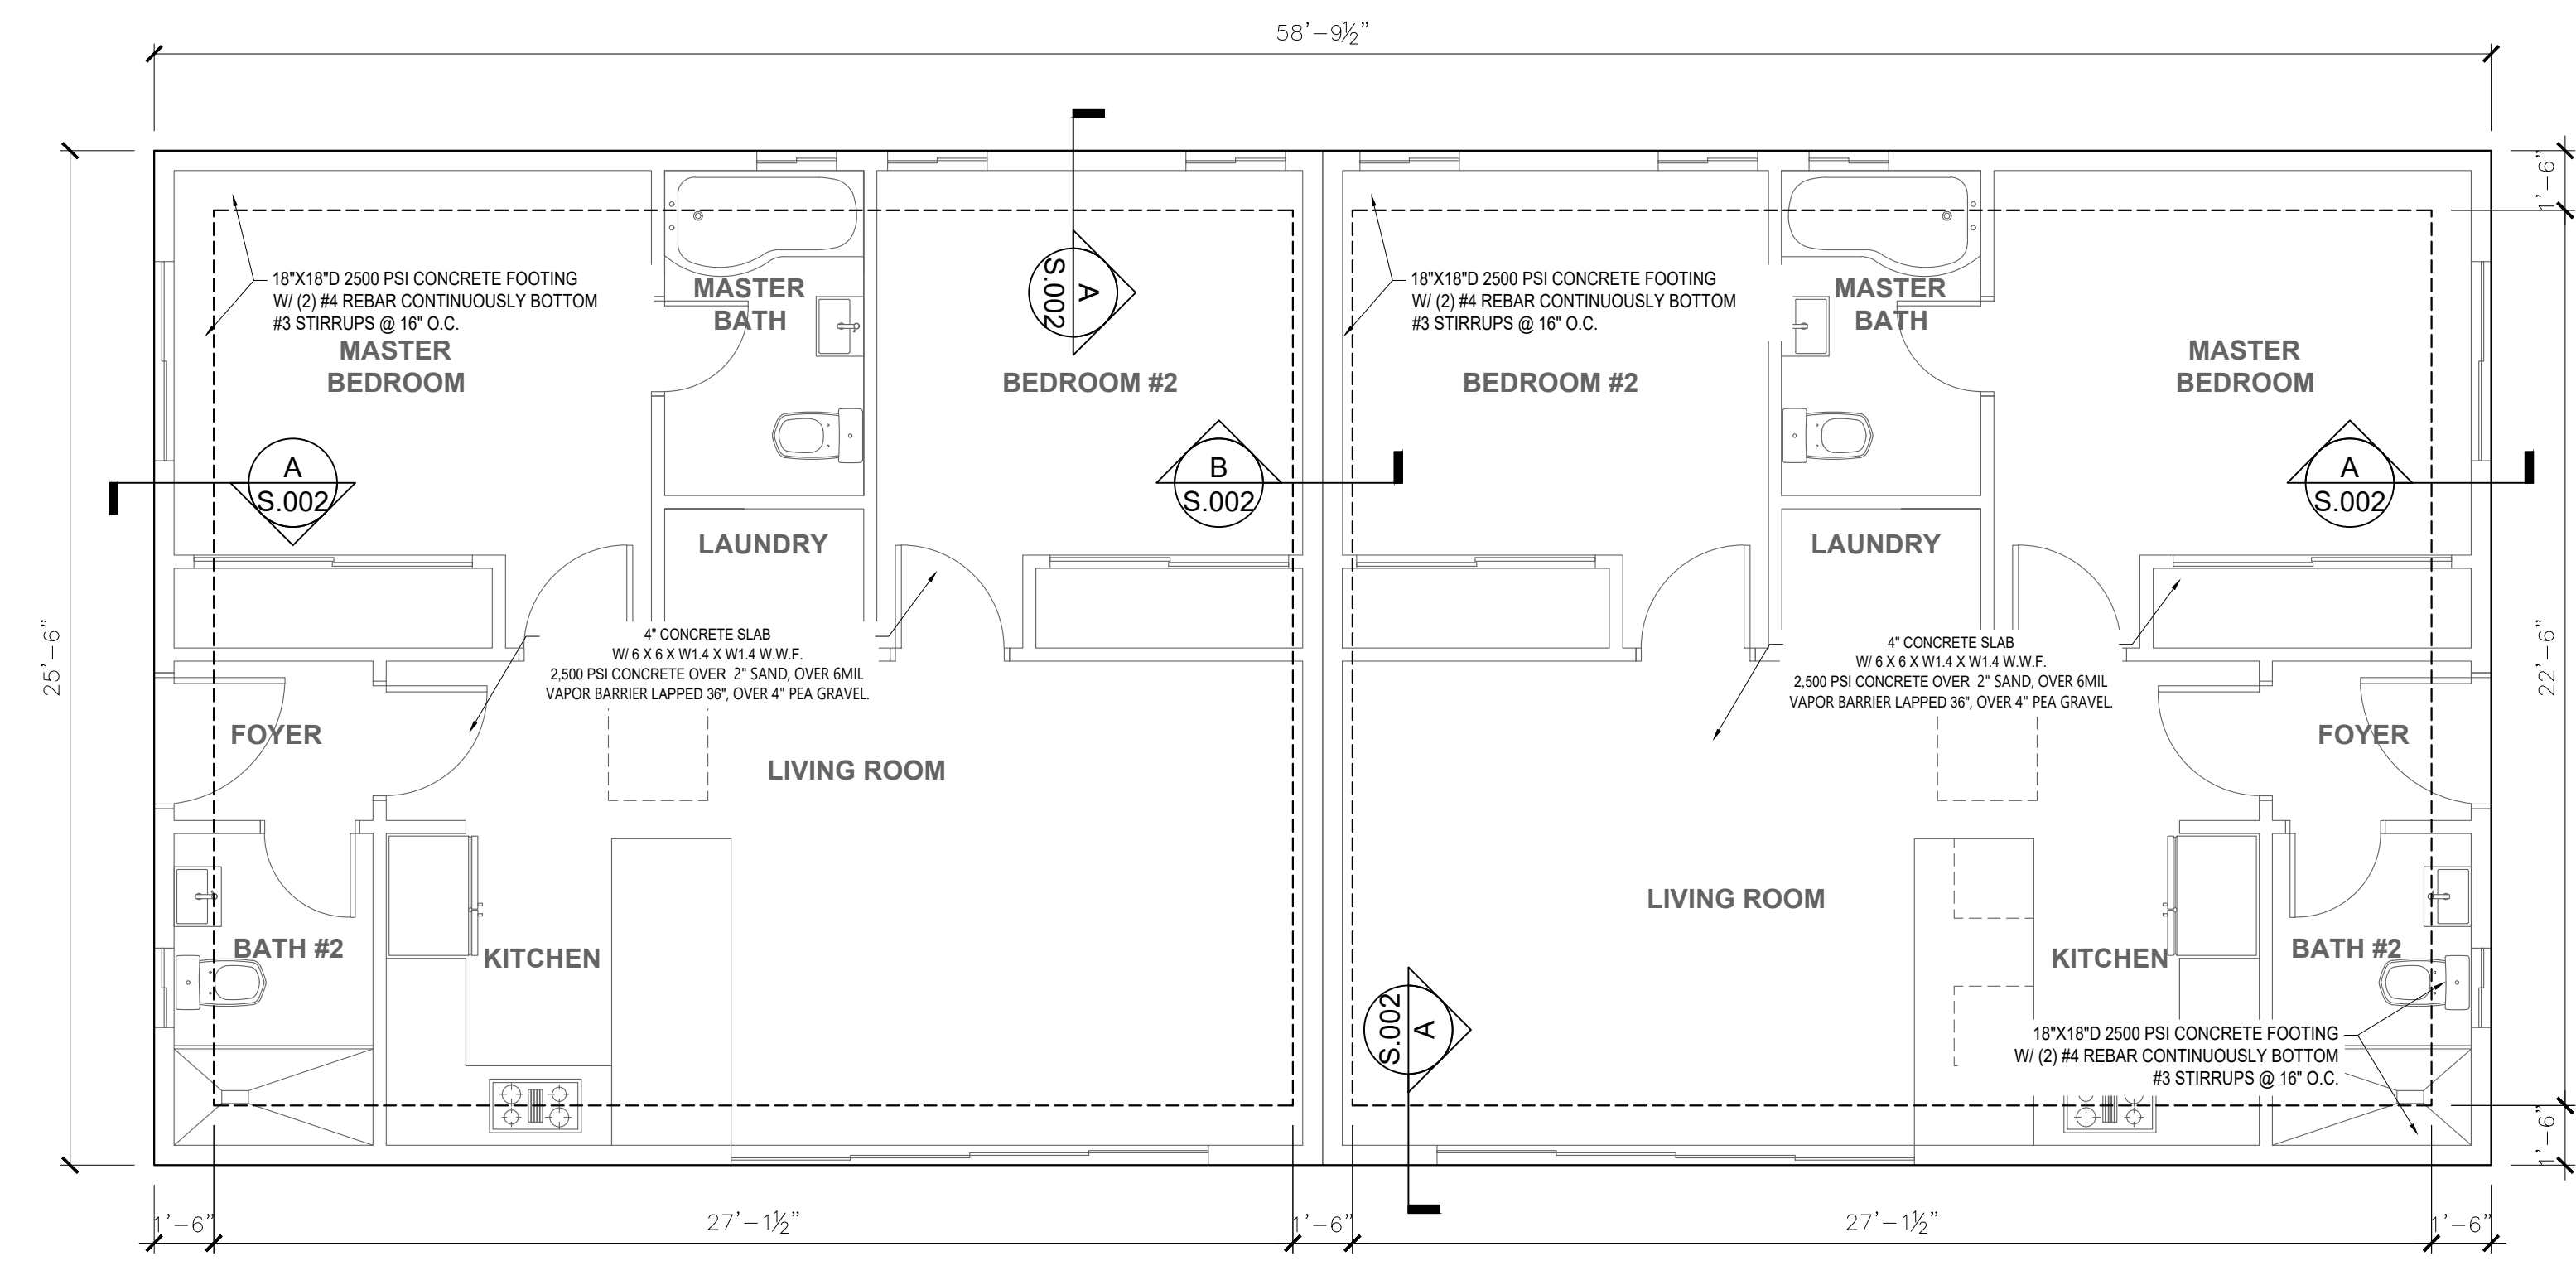 58'-9½"
1'-6"
18"X18"D 2500 PSI CONCRETE FOOTING
W/ (2) #4 REBAR CONTINUOUSLY BOTTOM
#3 STIRRUPS @ 16" O.C.
MASTER
BEDROOM
MASTER
BATH
A
S.002
BEDROOM #2
18"X18"D 2500 PSI CONCRETE FOOTING
W/ (2) #4 REBAR CONTINUOUSLY BOTTOM
#3 STIRRUPS @ 16" O.C.
BEDROOM #2
MASTER
BATH
MASTER
BEDROOM
A
S.002
B
S.002
A
S.002
LAUNDRY
LAUNDRY
25'-6"
22'-6"
4" CONCRETE SLAB
W/ 6 X 6 X W1.4 X W1.4 W.W.F.
2,500 PSI CONCRETE OVER 2" SAND, OVER 6MIL
VAPOR BARRIER LAPPED 36", OVER 4" PEA GRAVEL.
4" CONCRETE SLAB
W/ 6 X 6 X W1.4 X W1.4 W.W.F.
2,500 PSI CONCRETE OVER 2" SAND, OVER 6MIL
VAPOR BARRIER LAPPED 36", OVER 4" PEA GRAVEL.
FOYER
LIVING ROOM
FOYER
LIVING ROOM
BATH #2
KITCHEN
KITCHEN
BATH #2
S.002
A
18"X18"D 2500 PSI CONCRETE FOOTING
W/ (2) #4 REBAR CONTINUOUSLY BOTTOM
#3 STIRRUPS @ 16" O.C.
1'-6"
1'-6"
27'-1½"
1'-6"
27'-1½"
1'-6"